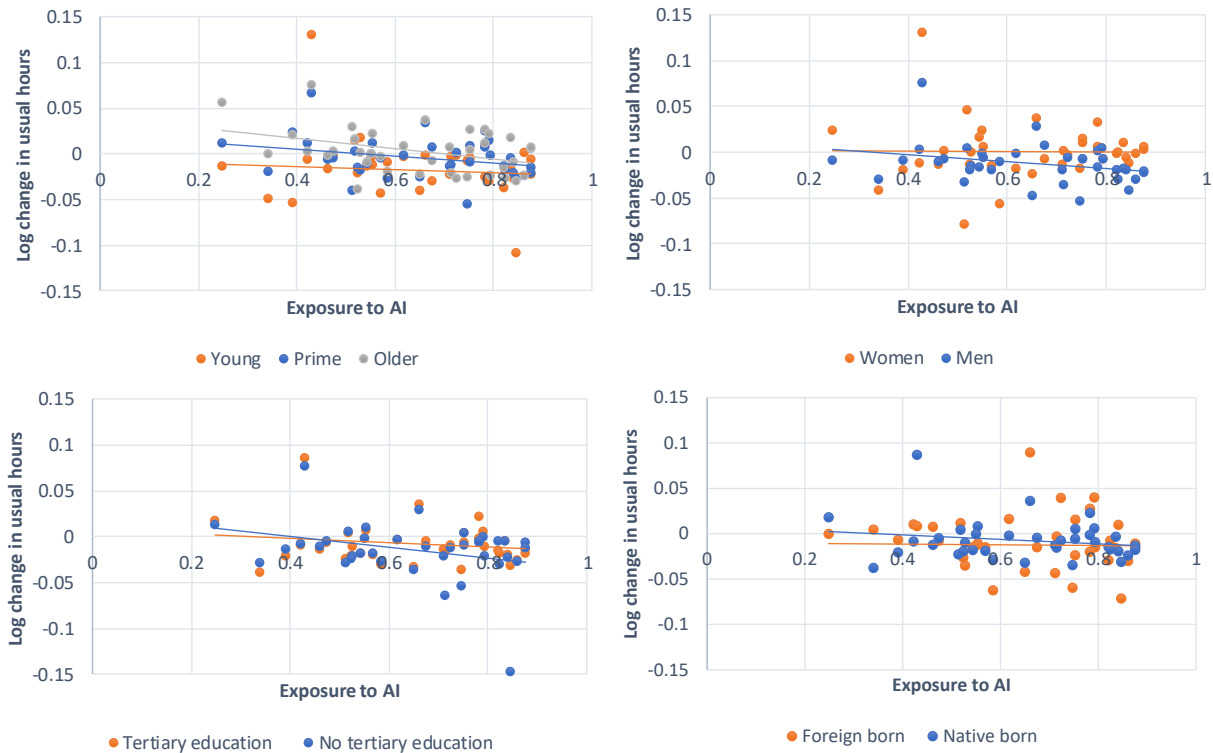 0.15
0.1
0.05
0
-0.05
-0.1
-0.15
0 0.2 0.4 0.6 0.8 1
Log change in usual hours
Exposure to AI
Young Prime Older
0.15
0.1
0.05
0
-0.05
-0.1
-0.15
0 0.2 0.4 0.6 0.8 1
Log change in usual hours
Exposure to AI
Women Men
0.15
0.1
0.05
0
-0.05
-0.1
-0.15
0 0.2 0.4 0.6 0.8 1
Log change in usual hours
Exposure to AI
Tertiary education No tertiary education
0.15
0.1
0.05
0
-0.05
-0.1
-0.15
0 0.2 0.4 0.6 0.8 1
Log change in usual hours
Exposure to AI
Foreign born Native born